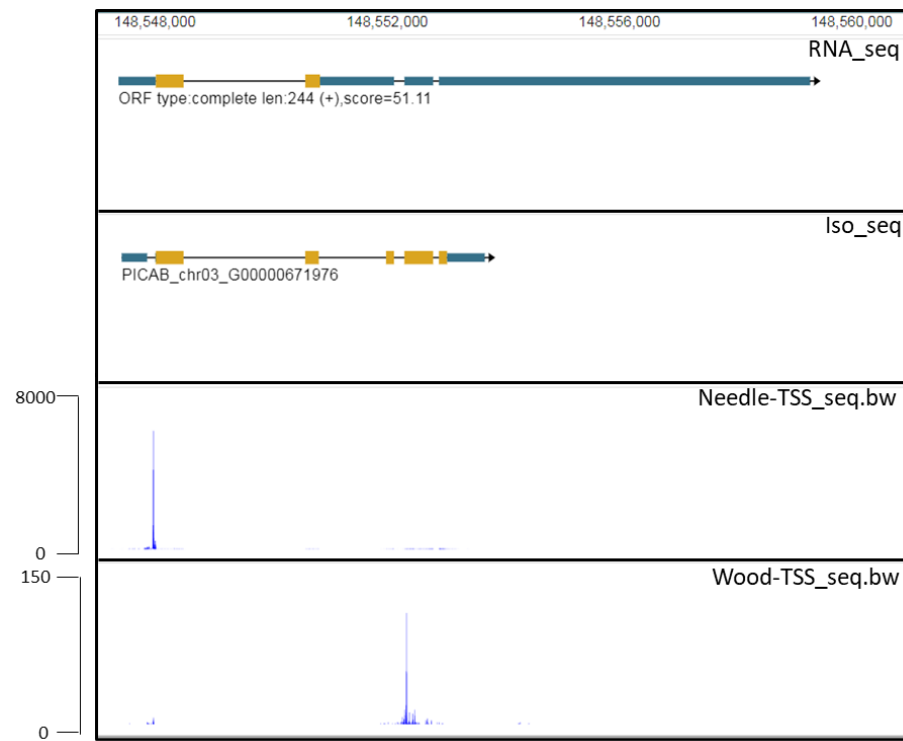 148,548,000 148,552,000 148,556,000 148,560,000
RNA_seq
ORF type:complete len:244 (+),score=51.11
Iso_seq
PICAB_chr03_G00000671976
Needle-TSS_seq.bw
8000
0
Wood-TSS_seq.bw
150
0